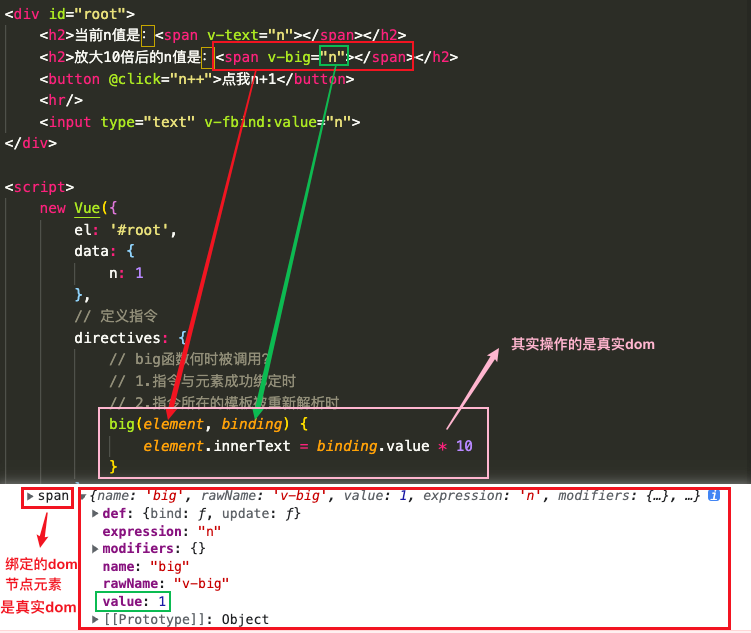 <div id="root">
<h2>当前n值是：<span v-text="n"></span></h2>
<h2>放大10倍后的n值是：<span v-big="n"></span></h2>
<button @click="n++">点我n+1</button>
<hr/>
<input type="text" v-fbind:value="n">
</div>
<script>
new Vue({
el: '#root',
data: {
n: 1
},
// 定义指令
directives: {
// big函数何时被调用?
其实操作的是真实dom
// 1.指令与元素成功绑定时
// 2.指令所在的模板被重新解析时
big(element, binding) {
element.innerText = binding.value * 10
}
span
{name: 'big', rawName: 'v-big', value: 1, expression: 'n', modifiers: {…}, …} i
def: {bind: ƒ, update: ƒ}
expression: "n"
modifiers: {}
name: "big"
rawName: "v-big"
value: 1
[[Prototype]]: Object
绑定的dom
节点元素
是真实dom